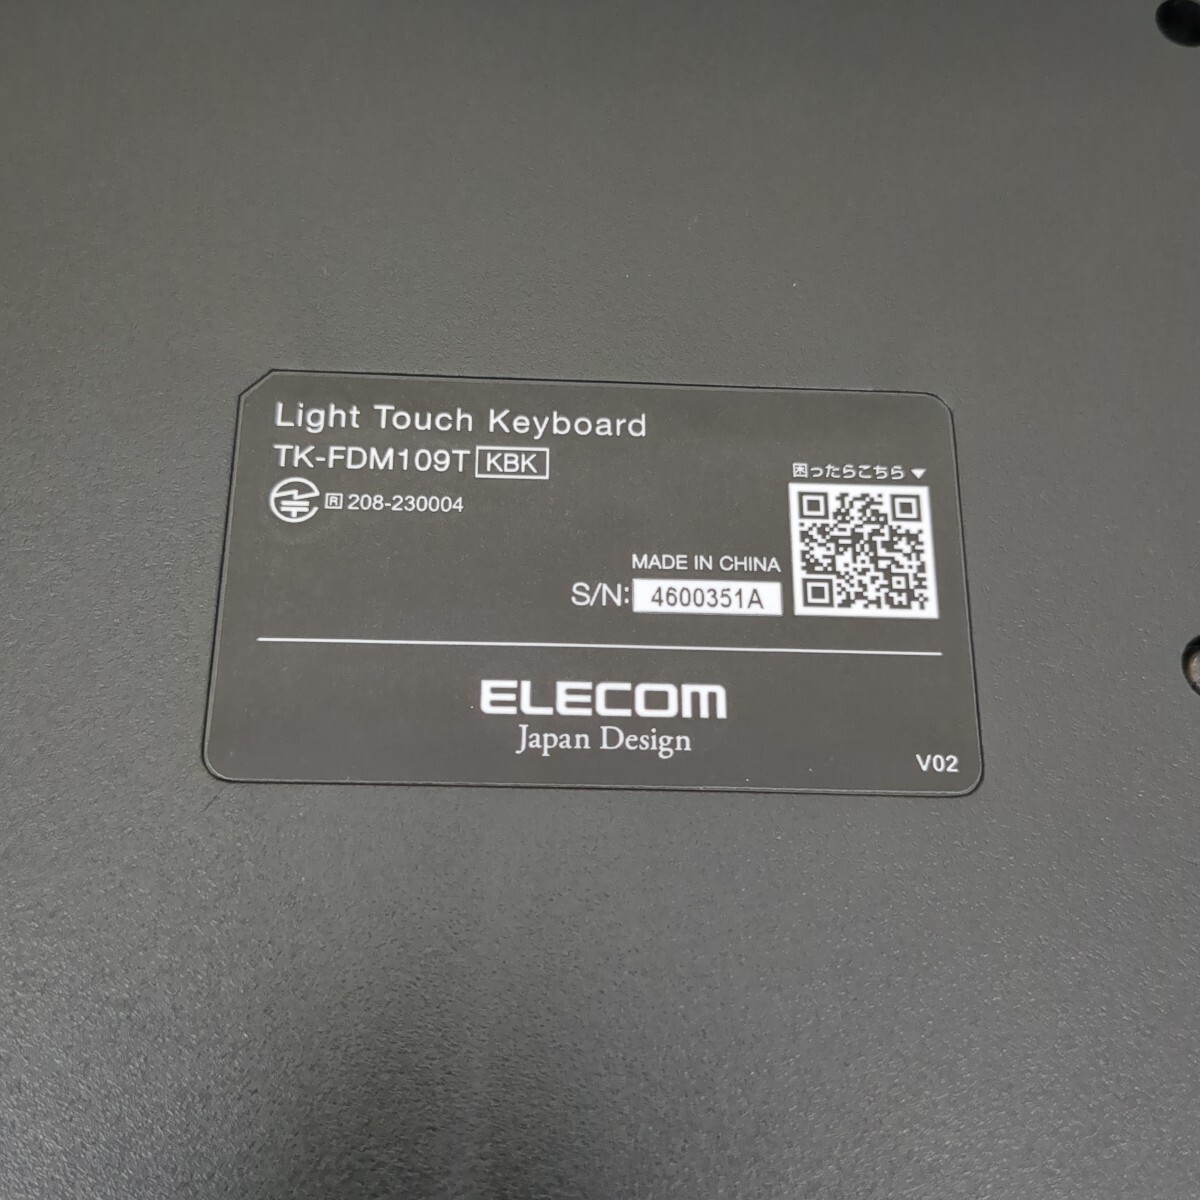 Light Touch Keyboard
TK-FDM109T KBK
R 208-230004
困ったらこちら▼
MADE IN CHINA
S/N: 4600351A
ELECOM
Japan Design
V02